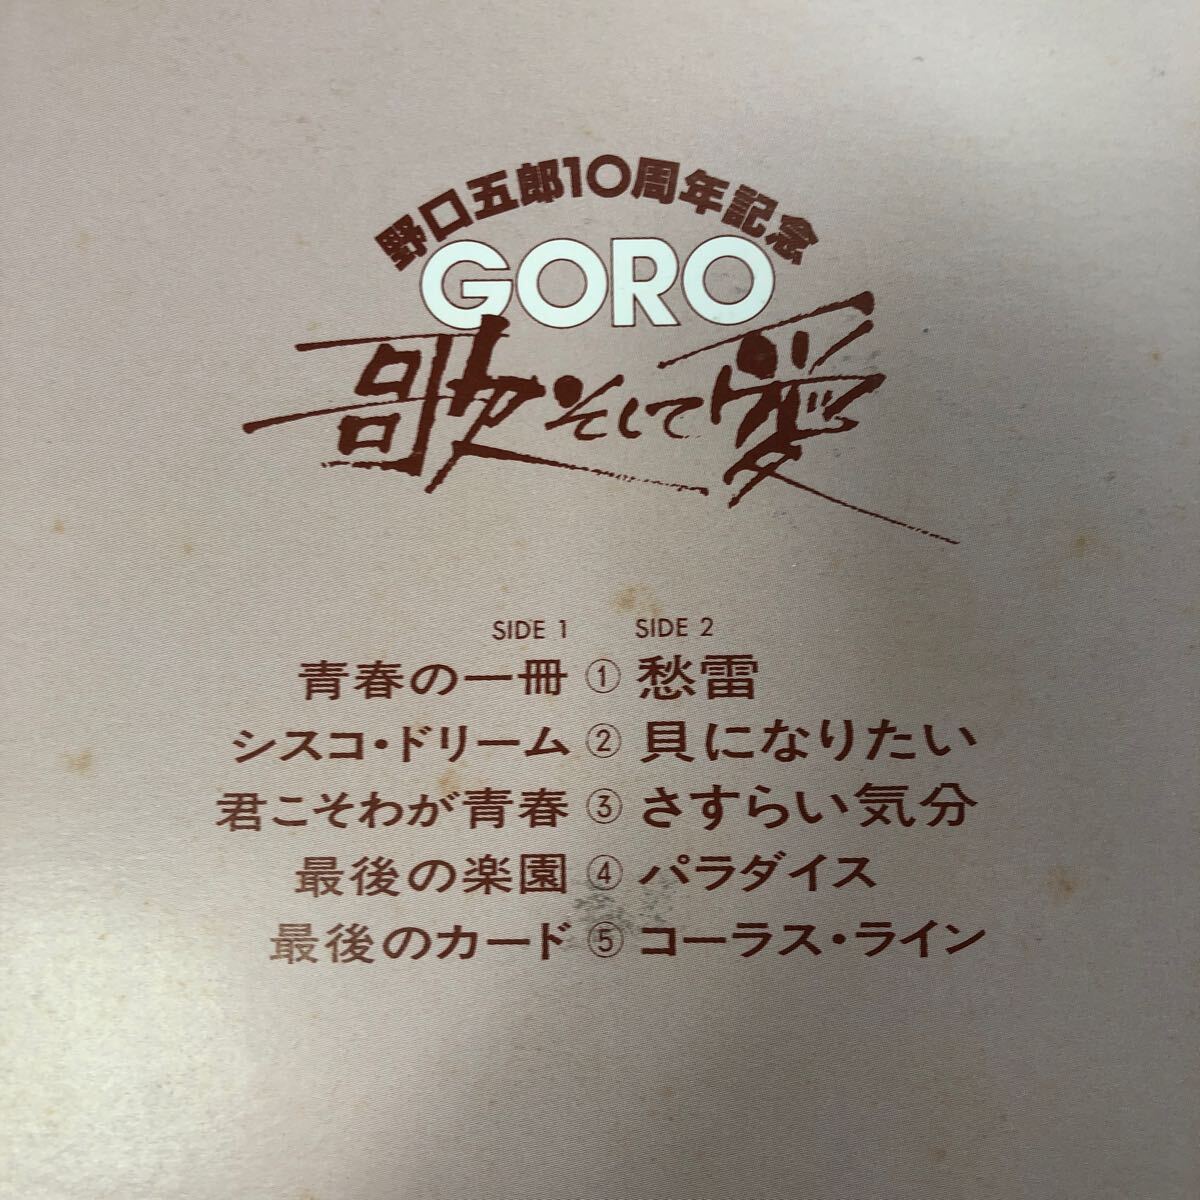 野口五郎10周年記念
GORO
歌そして愛
SIDE 1 SIDE 2
青春の一冊 ① 愁雷
シスコ・ドリーム ② 貝になりたい
君こそわが青春 ③ さすらい気分
最後の楽園 ④ パラダイス
最後のカード ⑤ コーラス・ライン